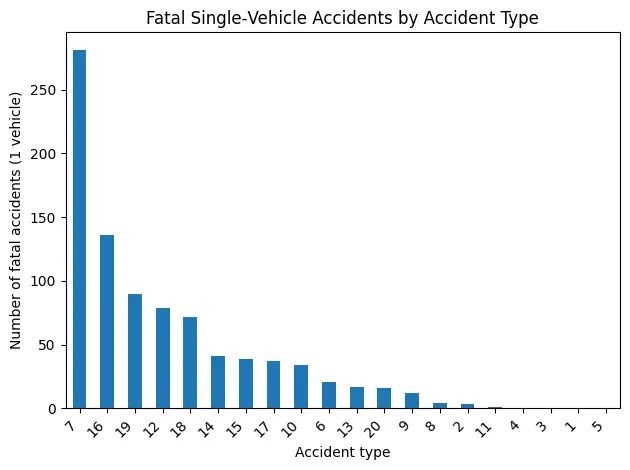 Fatal Single-Vehicle Accidents by Accident Type
Number of fatal accidents (1 vehicle)
250
200
150
100
50
0
7 16 19 12 18 14 15 17 10 6 13 20 9 8 2 11 4 3 1 5
Accident type